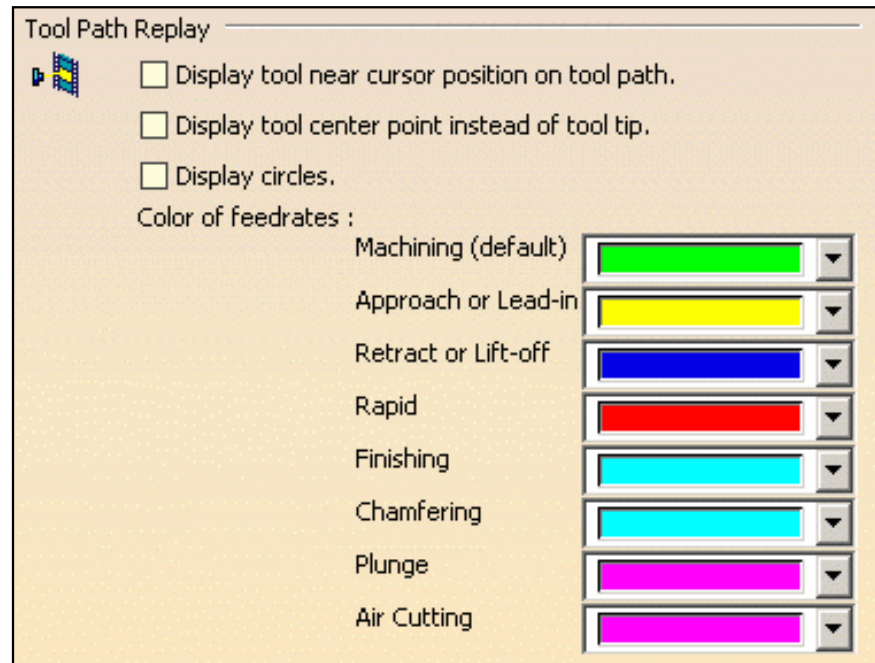 Tool Path Replay
Display tool near cursor position on tool path.
Display tool center point instead of tool tip.
Display circles.
Color of feedrates :
Machining (default)
Approach or Lead-in
Retract or Lift-off
Rapid
Finishing
Chamfering
Plunge
Air Cutting